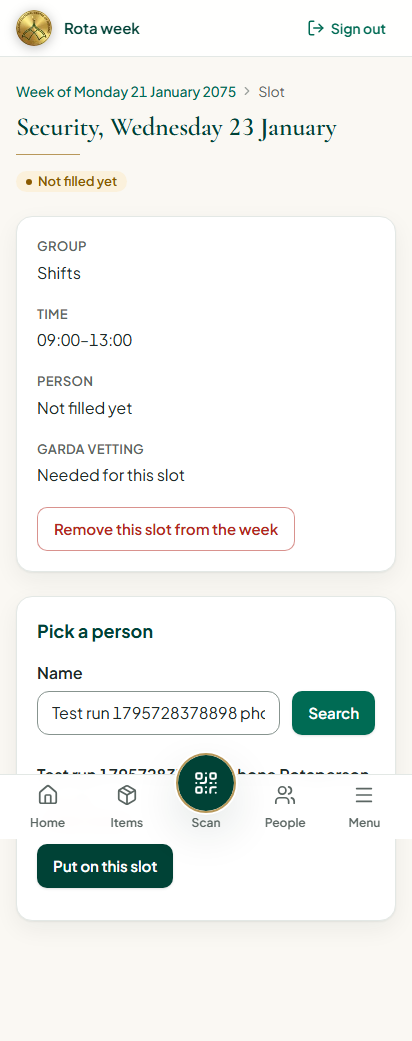 Rota week
Sign out
Week of Monday 21 January 2075 > Slot
Security, Wednesday 23 January
Not filled yet
GROUP
Shifts
TIME
09:00–13:00
PERSON
Not filled yet
GARDA VETTING
Needed for this slot
Remove this slot from the week
Pick a person
Name
Test run 1795728378898 pho
Search
Home
Items
Scan
People
Menu
Put on this slot